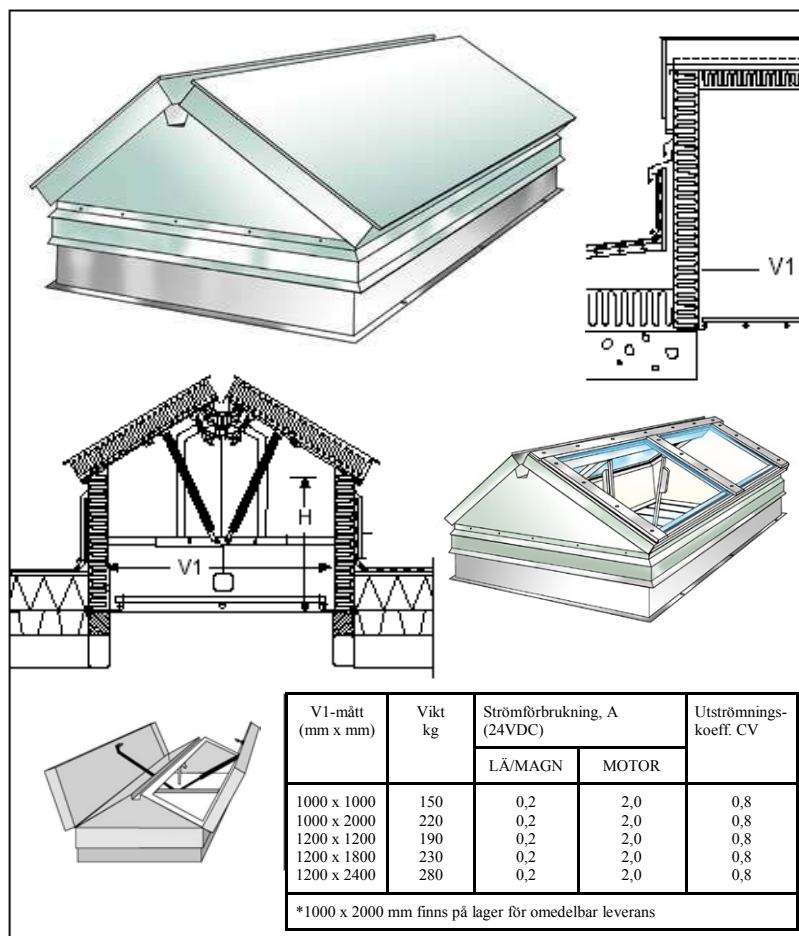 V1
H
V1
V1-mått Vikt Strömförbrukning, A Utströmnings-
(mm x mm) kg (24VDC) koeff. CV
LÄ/MAGN MOTOR
1000 x 1000 150 0,2 2,0 0,8
1000 x 2000 220 0,2 2,0 0,8
1200 x 1200 190 0,2 2,0 0,8
1200 x 1800 230 0,2 2,0 0,8
1200 x 2400 280 0,2 2,0 0,8
*1000 x 2000 mm finns på lager för omedelbar leverans